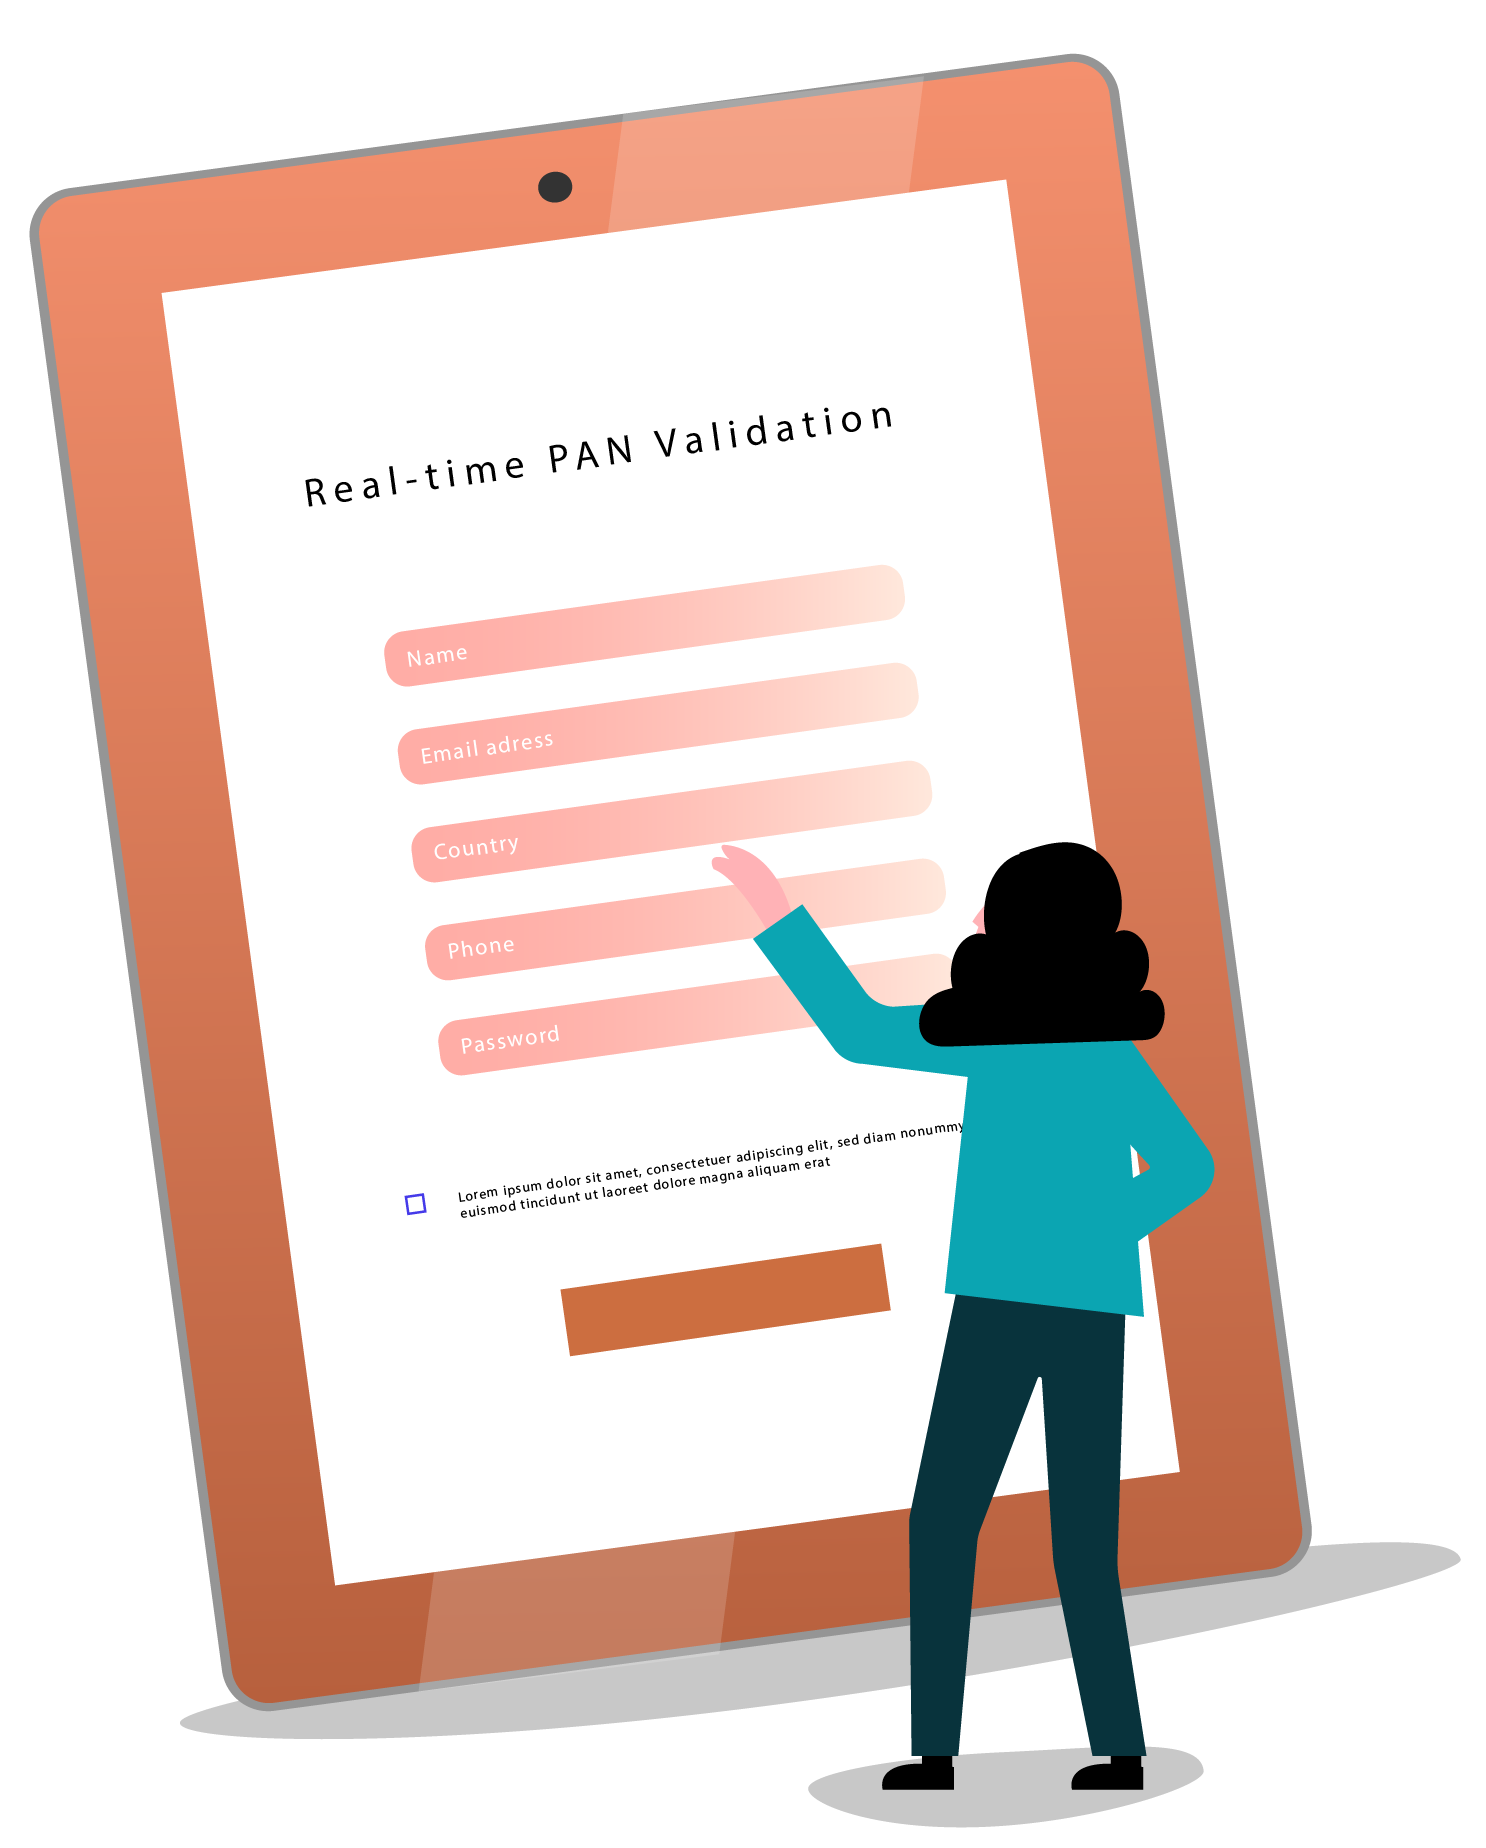 Real-time PAN Validation
Name
Email adress
Country
Phone
Password
Lorem ipsum dolor sit amet, consectetuer adipiscing elit, sed diam nonummy
euismod tincidunt ut laoreet dolore magna aliquam erat